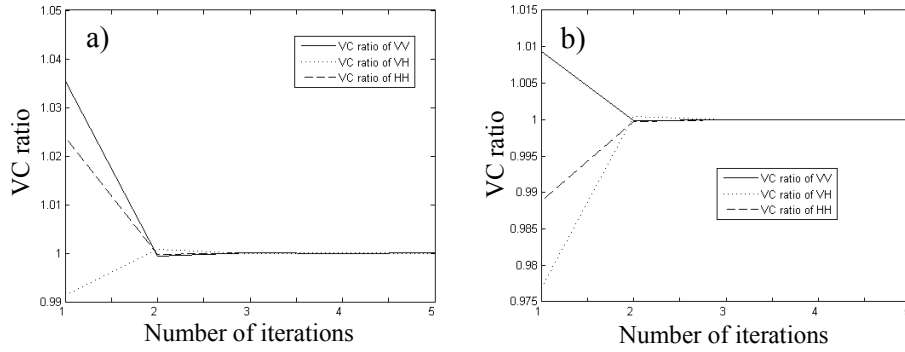 a)
VC ratio
1.05
1.04
1.03
1.02
1.01
1
0.99
VC ratio of VV
VC ratio of VH
VC ratio of HH
1
2
3
4
5
Number of iterations
b)
VC ratio
1.015
1.01
1.005
1
0.995
0.99
0.985
0.98
0.975
VC ratio of VV
VC ratio of VH
VC ratio of HH
1
2
3
4
Number of iterations